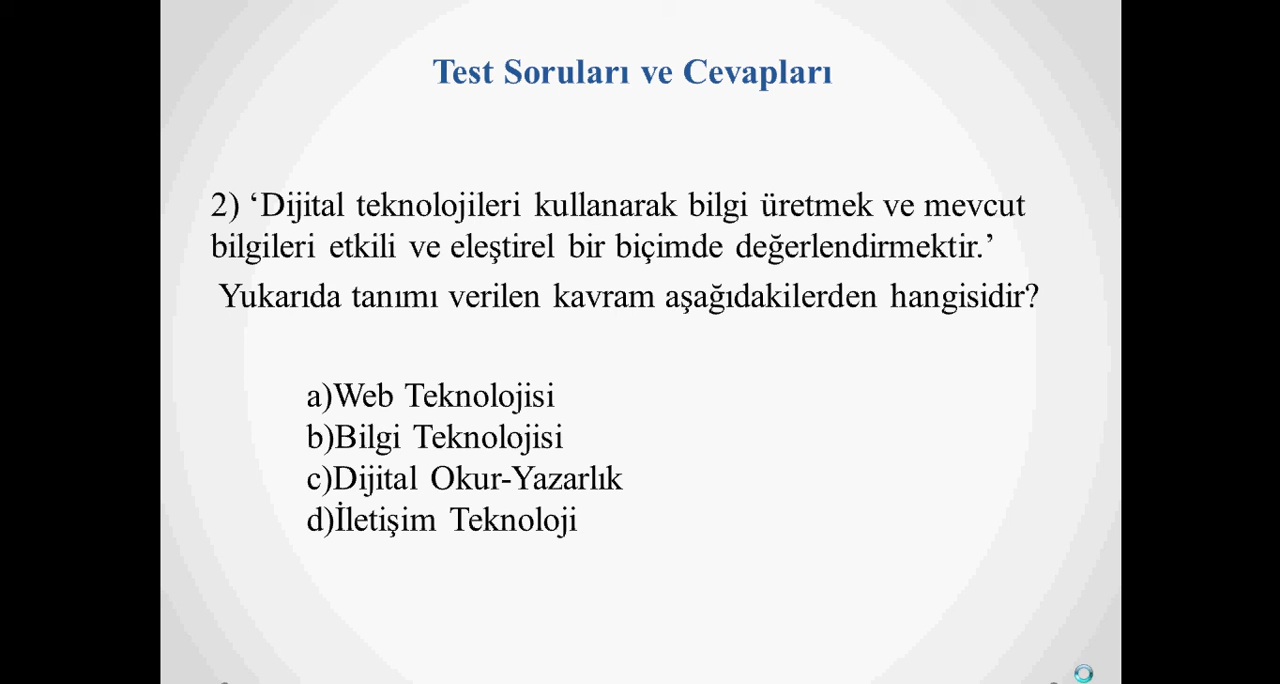 Test Soruları ve Cevapları
2) ‘Dijital teknolojileri kullanarak bilgi üretmek ve mevcut
bilgileri etkili ve eleştirel bir biçimde değerlendirmektir.’
Yukarıda tanımı verilen kavram aşağıdakilerden hangisidir?
a)Web Teknolojisi
b)Bilgi Teknolojisi
c)Dijital Okur-Yazarlık
d)İletişim Teknoloji